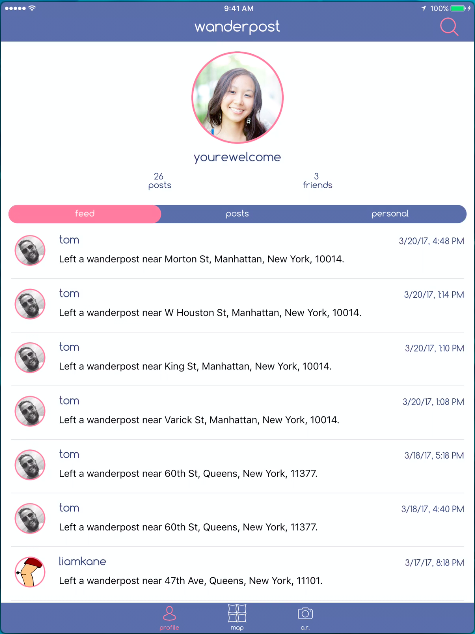 9:41 AM 100%
wanderpost
yourewelcome
26 3
posts friends
feed posts personal
tom 3/20/17, 4:48 PM
Left a wanderpost near Morton St, Manhattan, New York, 10014.
tom 3/20/17, 1:14 PM
Left a wanderpost near W Houston St, Manhattan, New York, 10014.
tom 3/20/17, 1:10 PM
Left a wanderpost near King St, Manhattan, New York, 10014.
tom 3/20/17, 1:08 PM
Left a wanderpost near Varick St, Manhattan, New York, 10014.
tom 3/18/17, 5:18 PM
Left a wanderpost near 60th St, Queens, New York, 11377.
tom 3/18/17, 4:40 PM
Left a wanderpost near 60th St, Queens, New York, 11377.
liamkane 3/17/17, 8:18 PM
Left a wanderpost near 47th Ave, Queens, New York, 11101.
profile map a.r.